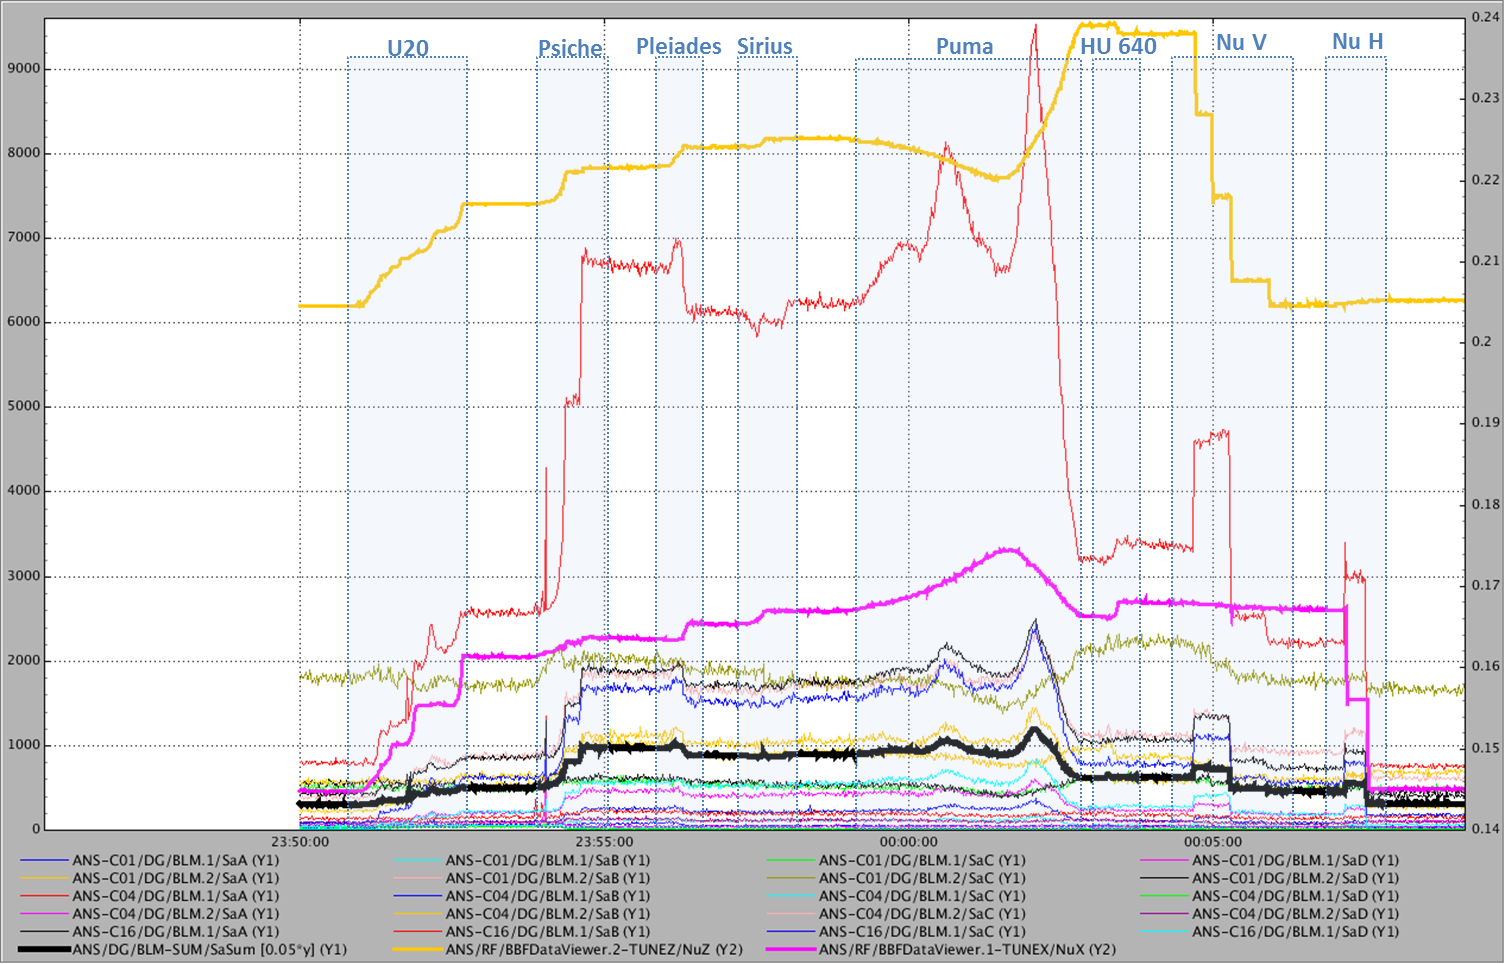 U20 Psiche Pleiades Sirius Puma HU 640 Nu V Nu H
0.24
9000
0.23
8000
0.22
7000
0.21
6000
0.2
5000
0.19
4000
0.18
3000
0.17
2000
0.16
1000
0.15
0
0.14
23:50:00 23:55:00 00:00:00 00:05:00
ANS-C01/DG/BLM.1/SaA (Y1) ANS-C01/DG/BLM.1/SaB (Y1) ANS-C01/DG/BLM.1/SaC (Y1) ANS-C01/DG/BLM.1/SaD (Y1)
ANS-C01/DG/BLM.2/SaA (Y1) ANS-C01/DG/BLM.2/SaB (Y1) ANS-C01/DG/BLM.2/SaC (Y1) ANS-C01/DG/BLM.2/SaD (Y1)
ANS-C04/DG/BLM.1/SaA (Y1) ANS-C04/DG/BLM.1/SaB (Y1) ANS-C04/DG/BLM.1/SaC (Y1) ANS-C04/DG/BLM.1/SaD (Y1)
ANS-C04/DG/BLM.2/SaA (Y1) ANS-C04/DG/BLM.2/SaB (Y1) ANS-C04/DG/BLM.2/SaC (Y1) ANS-C04/DG/BLM.2/SaD (Y1)
ANS-C16/DG/BLM.1/SaA (Y1) ANS-C16/DG/BLM.1/SaB (Y1) ANS-C16/DG/BLM.1/SaC (Y1) ANS-C16/DG/BLM.1/SaD (Y1)
ANS/DG/BLM-SUM/SaSum [0.05*y] (Y1) ANS/RF/BBFDataViewer.2-TUNEZ/NuZ (Y2) ANS/RF/BBFDataViewer.1-TUNEX/NuX (Y2)